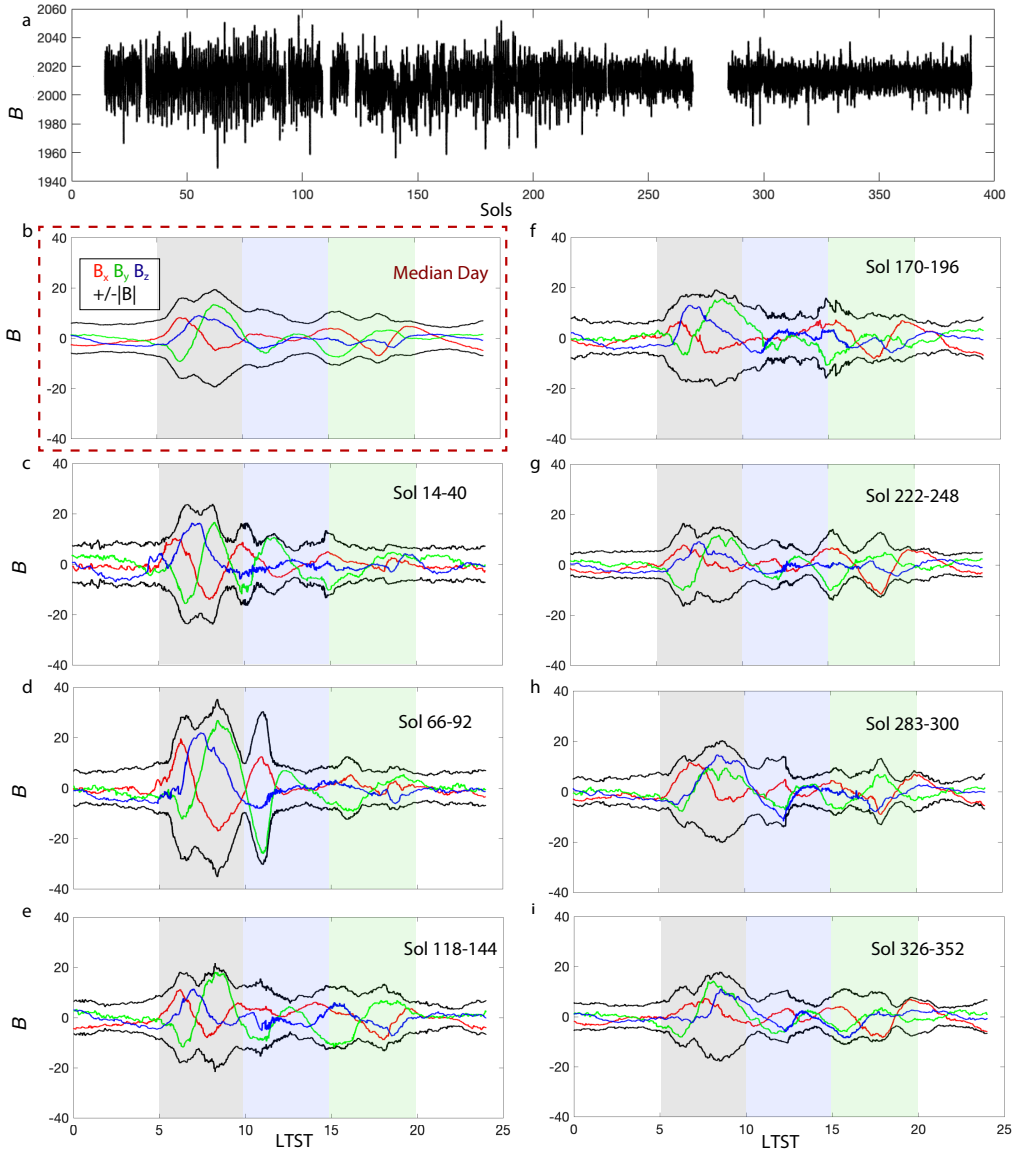 a
2060
2040
2020
2000
1980
1960
1940
B
0 50 100 150 200 250 300 350 400
Sols
b
40
20
0
-20
-40
B
Bx By Bz
+/-|B|
Median Day
f
40
20
0
-20
-40
Sol 170-196
c
40
20
0
-20
-40
B
Sol 14-40
g
40
20
0
-20
-40
Sol 222-248
d
40
20
0
-20
-40
B
Sol 66-92
h
40
20
0
-20
-40
Sol 283-300
e
40
20
0
-20
-40
B
Sol 118-144
0 5 10 15 20 25
LTST
i
40
20
0
-20
-40
Sol 326-352
0 5 10 15 20 25
LTST